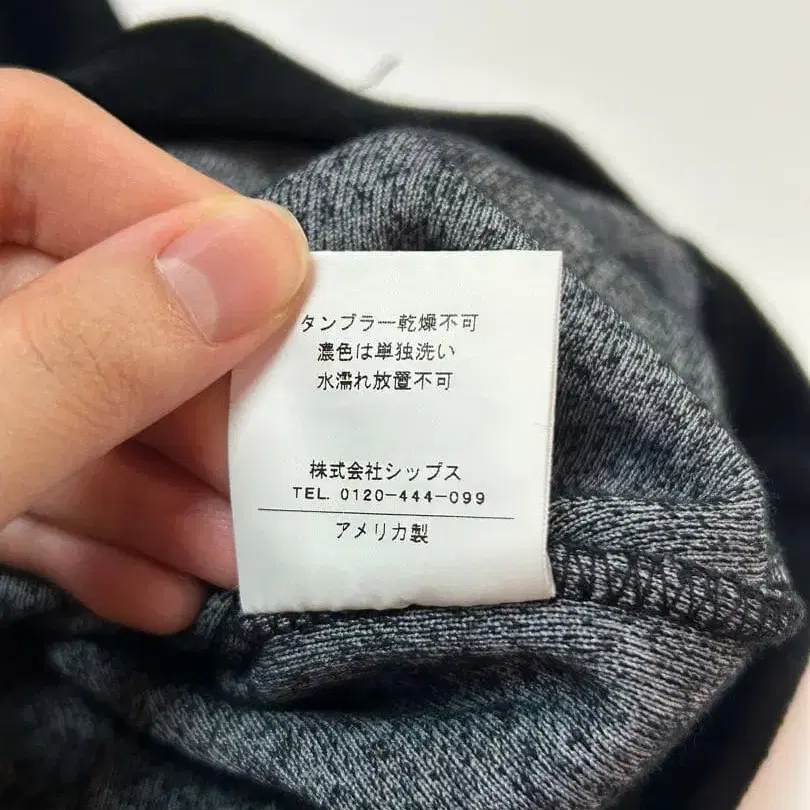 タンブラー乾燥不可
濃色は単独洗い
水濡れ放置不可
株式会社シップス
TEL. 0120-444-099
アメリカ製